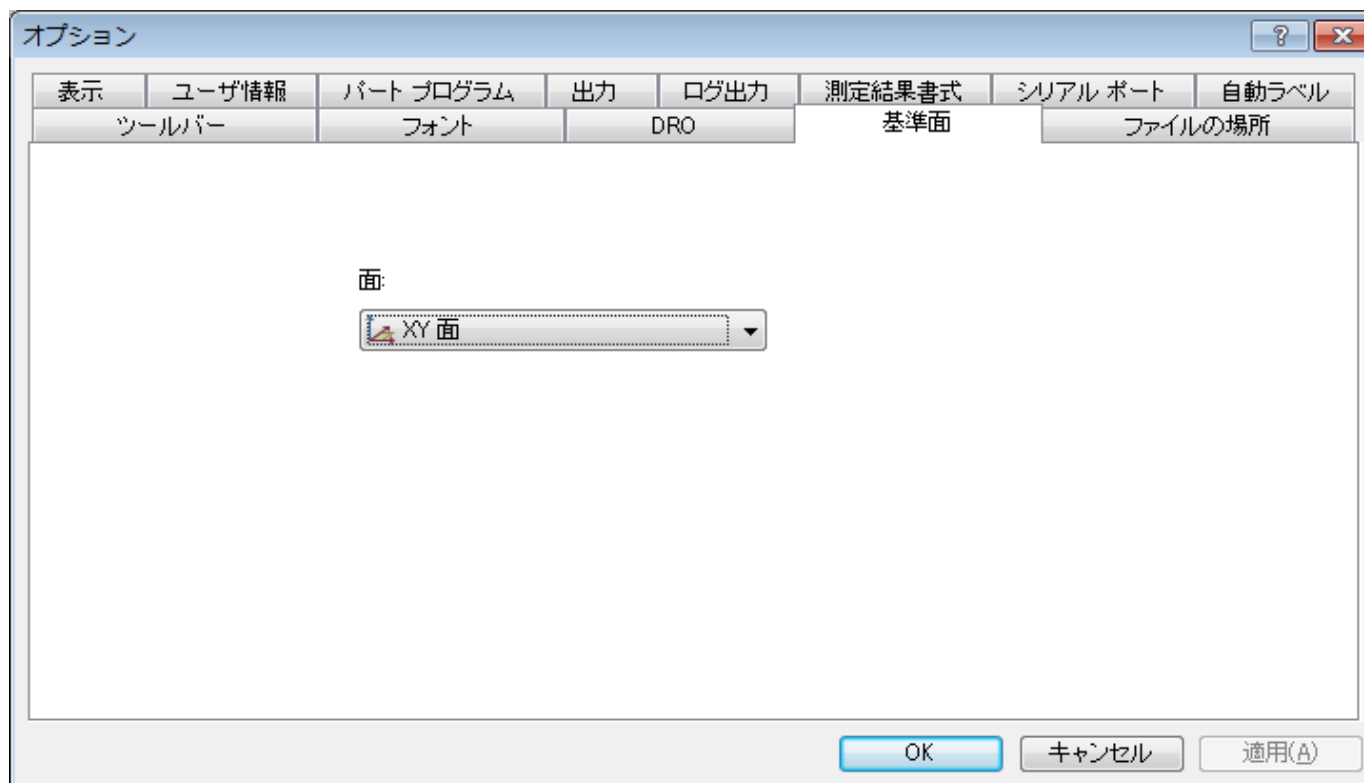 オプション
表示 ユーザ情報 パート プログラム 出力 ログ出力 測定結果書式 シリアル ポート 自動ラベル
ツールバー フォント DRO 基準面 ファイルの場所
面:
XY 面
OK キャンセル 適用(A)